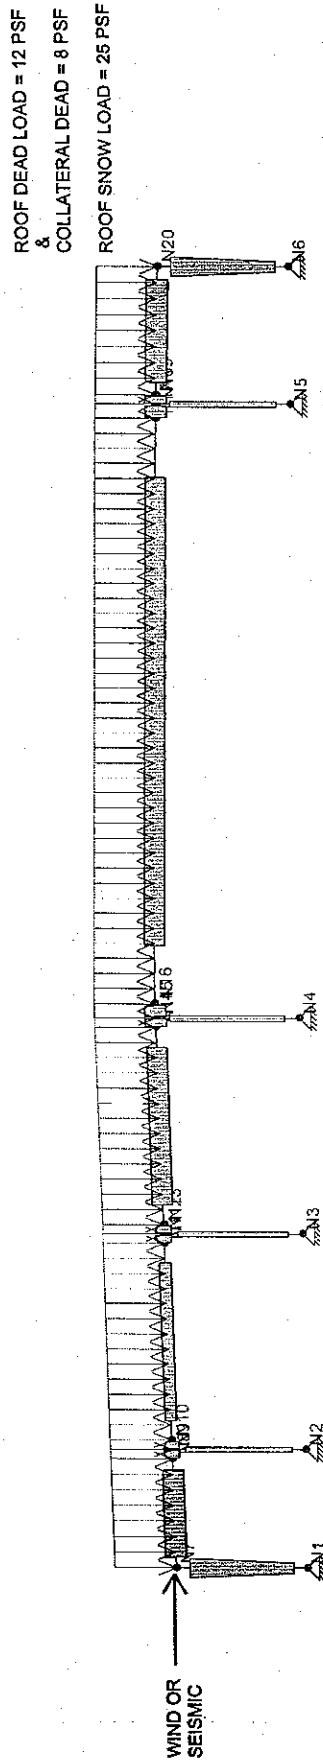 ROOF DEAD LOAD = 12 PSF
&
COLLATERAL DEAD = 8 PSF
ROOF SNOW LOAD = 25 PSF
N20
N6
N5
N4
N3
N2
N1
WIND OR
SEISMIC